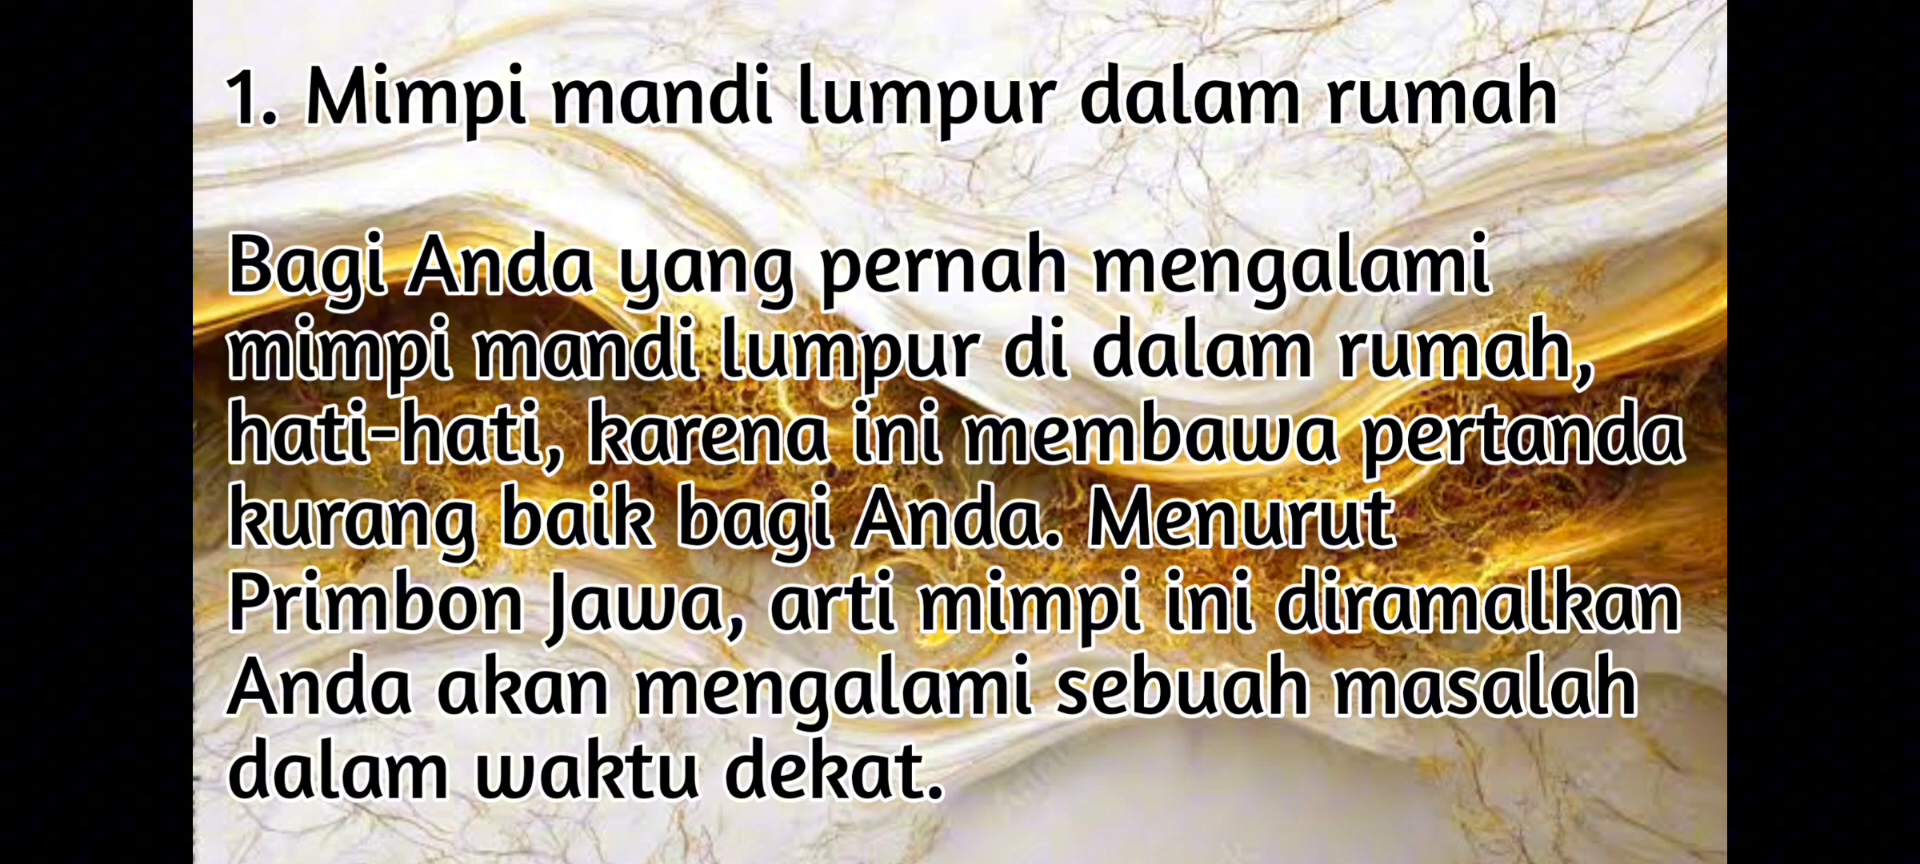 1. Mimpi mandi lumpur dalam rumah
Bagi Anda yang pernah mengalami
mimpi mandi lumpur di dalam rumah,
hati-hati, karena ini membawa pertanda
kurang baik bagi Anda. Menurut
Primbon Jawa, arti mimpi ini diramalkan
Anda akan mengalami sebuah masalah
dalam waktu dekat.